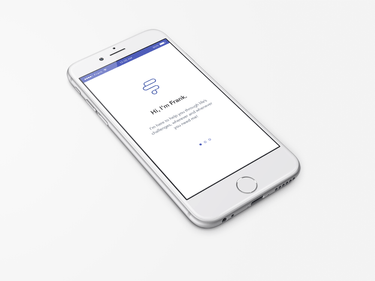 Hi, I'm Frank.
I'm here to help you through life's
challenges, wherever and whenever
you need me!